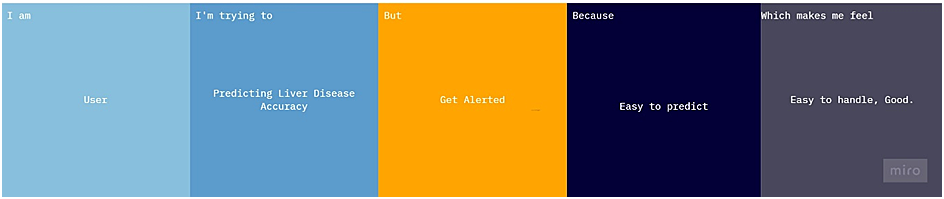 I am
User
I'm trying to
Predicting Liver Disease
Accuracy
But
Get Alerted
Because
Easy to predict
Which makes me feel
Easy to handle, Good.
miro